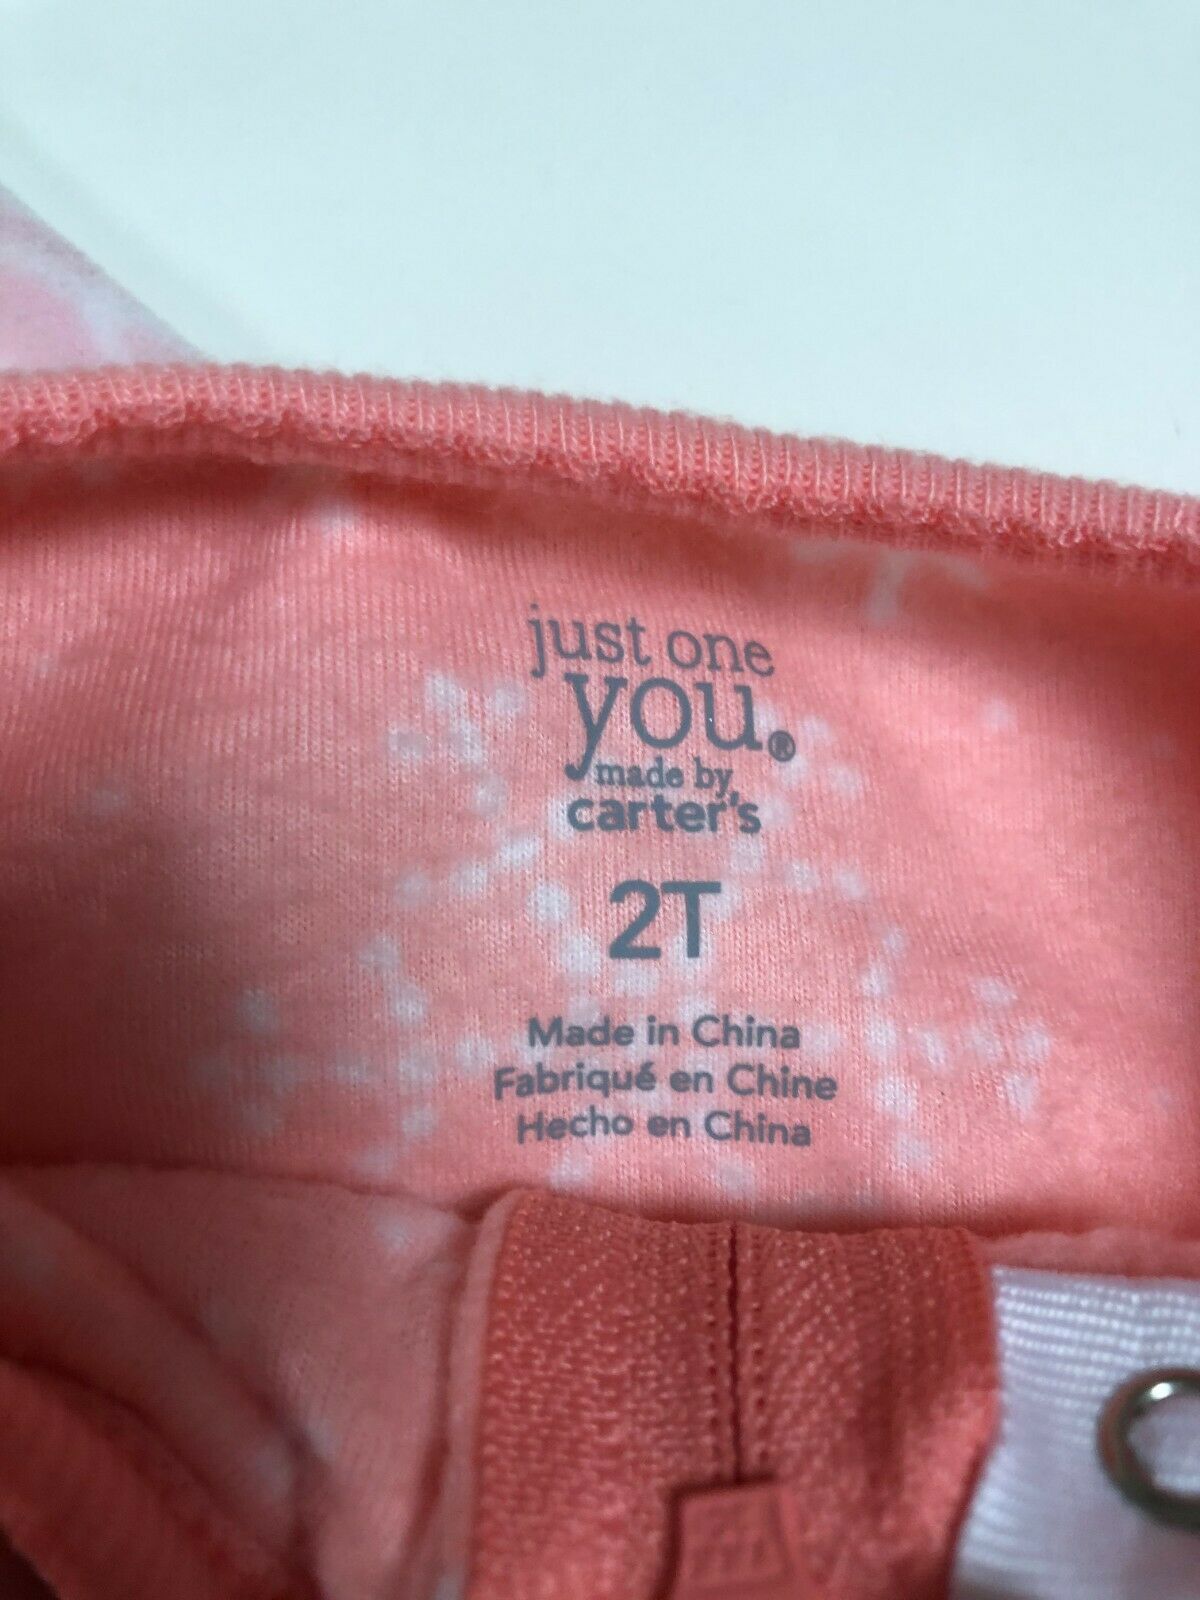 just one
you®
made by
carter's
2T
Made in China
Fabriqué en Chine
Hecho en China